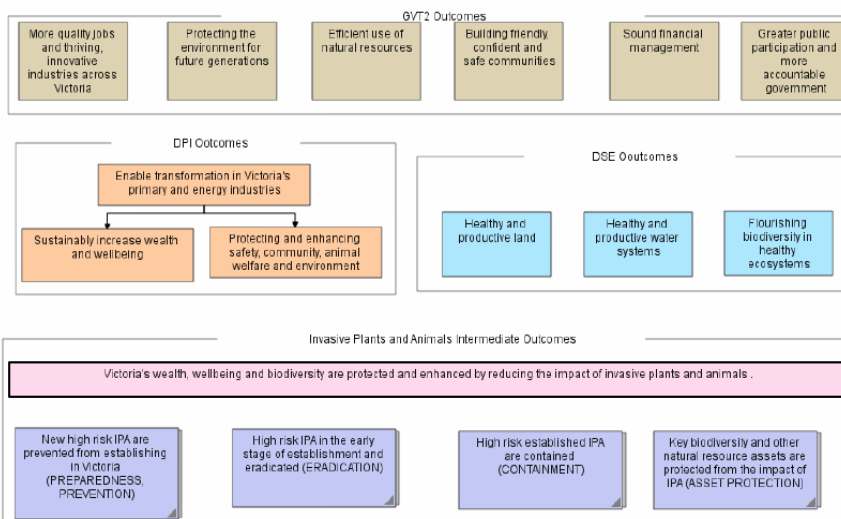 GVT2 Outcomes
More quality jobs
and thriving,
innovative
industries across
Victoria
Protecting the
environment for
future generations
Efficient use of
natural resources
Building friendly,
confident and
safe communities
Sound financial
management
Greater public
participation and
more
accountable
government
DPI Ootcomes
Enable transformation in Victoria's
primary and energy industries
Sustainably increase wealth
and wellbeing
Protecting and enhancing
safety, community, animal
welfare and environment
DSE Ooutcomes
Healthy and
productive land
Healthy and
productive water
systems
Flourishing
biodiversity in
healthy
ecosystems
Invasive Plants and Animals Intermediate Outcomes
Victoria's wealth, wellbeing and biodiversity are protected and enhanced by reducing the impact of invasive plants and animals .
New high risk IPA are
prevented from establishing
in Victoria
(PREPAREDNESS,
PREVENTION)
High risk IPA in the early
stage of establishment and
eradicated (ERADICATION)
High risk established IPA
are contained
(CONTAINMENT)
Key biodiversity and other
natural resource assets are
protected from the impact of
IPA (ASSET PROTECTION)